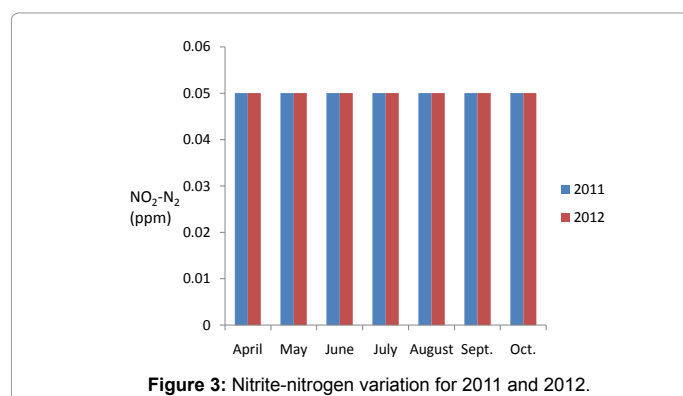 0.06
0.05
0.04
0.03
0.02
0.01
0
NO₂-N₂
(ppm)
April May June July August Sept. Oct.
2011
2012
Figure 3: Nitrite-nitrogen variation for 2011 and 2012.